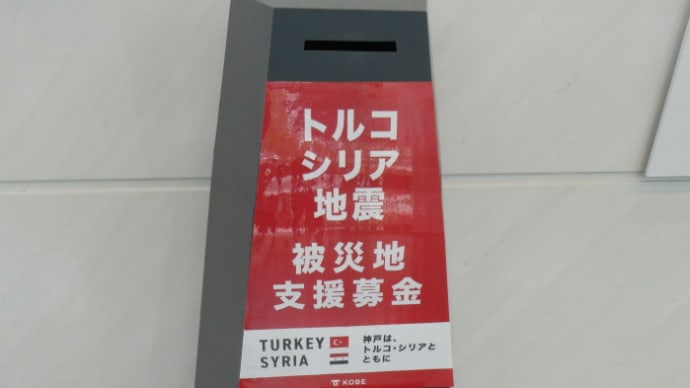 トルコ
シリア
地震
被災地
支援募金
TURKEY
SYRIA
神戸は、
トルコ・シリアと
ともに
KOBE